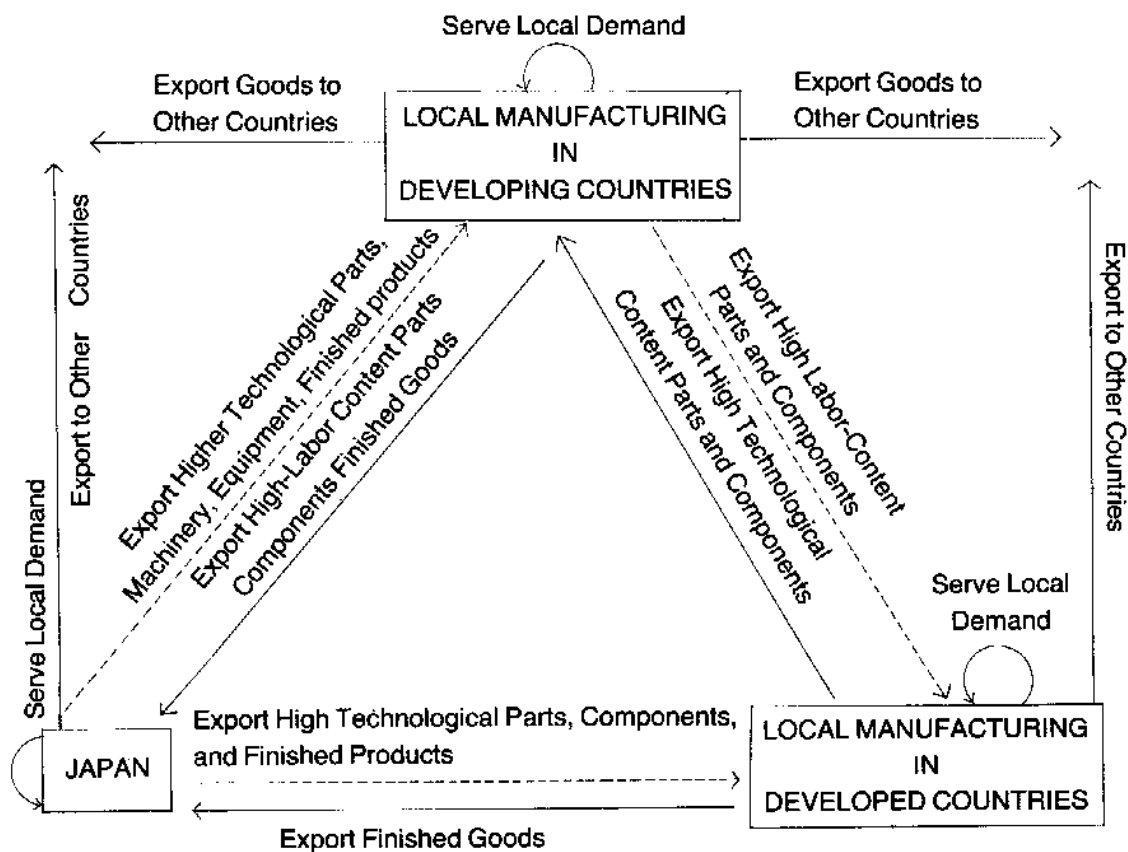 Serve Local Demand
Export Goods to
Other Countries
LOCAL MANUFACTURING
IN
DEVELOPING COUNTRIES
Export Goods to
Other Countries
Export to Other Countries
Export Higher Technological Parts,
Machinery, Equipment, Finished products
Export High-Labor Content Parts
Components Finished Goods
Export High Labor-Content
Parts and Components
Export High Technological
Content Parts and Components
Export to Other Countries
Serve Local Demand
Serve Local
Demand
JAPAN
Export High Technological Parts, Components,
and Finished Products
Export Finished Goods
LOCAL MANUFACTURING
IN
DEVELOPED COUNTRIES